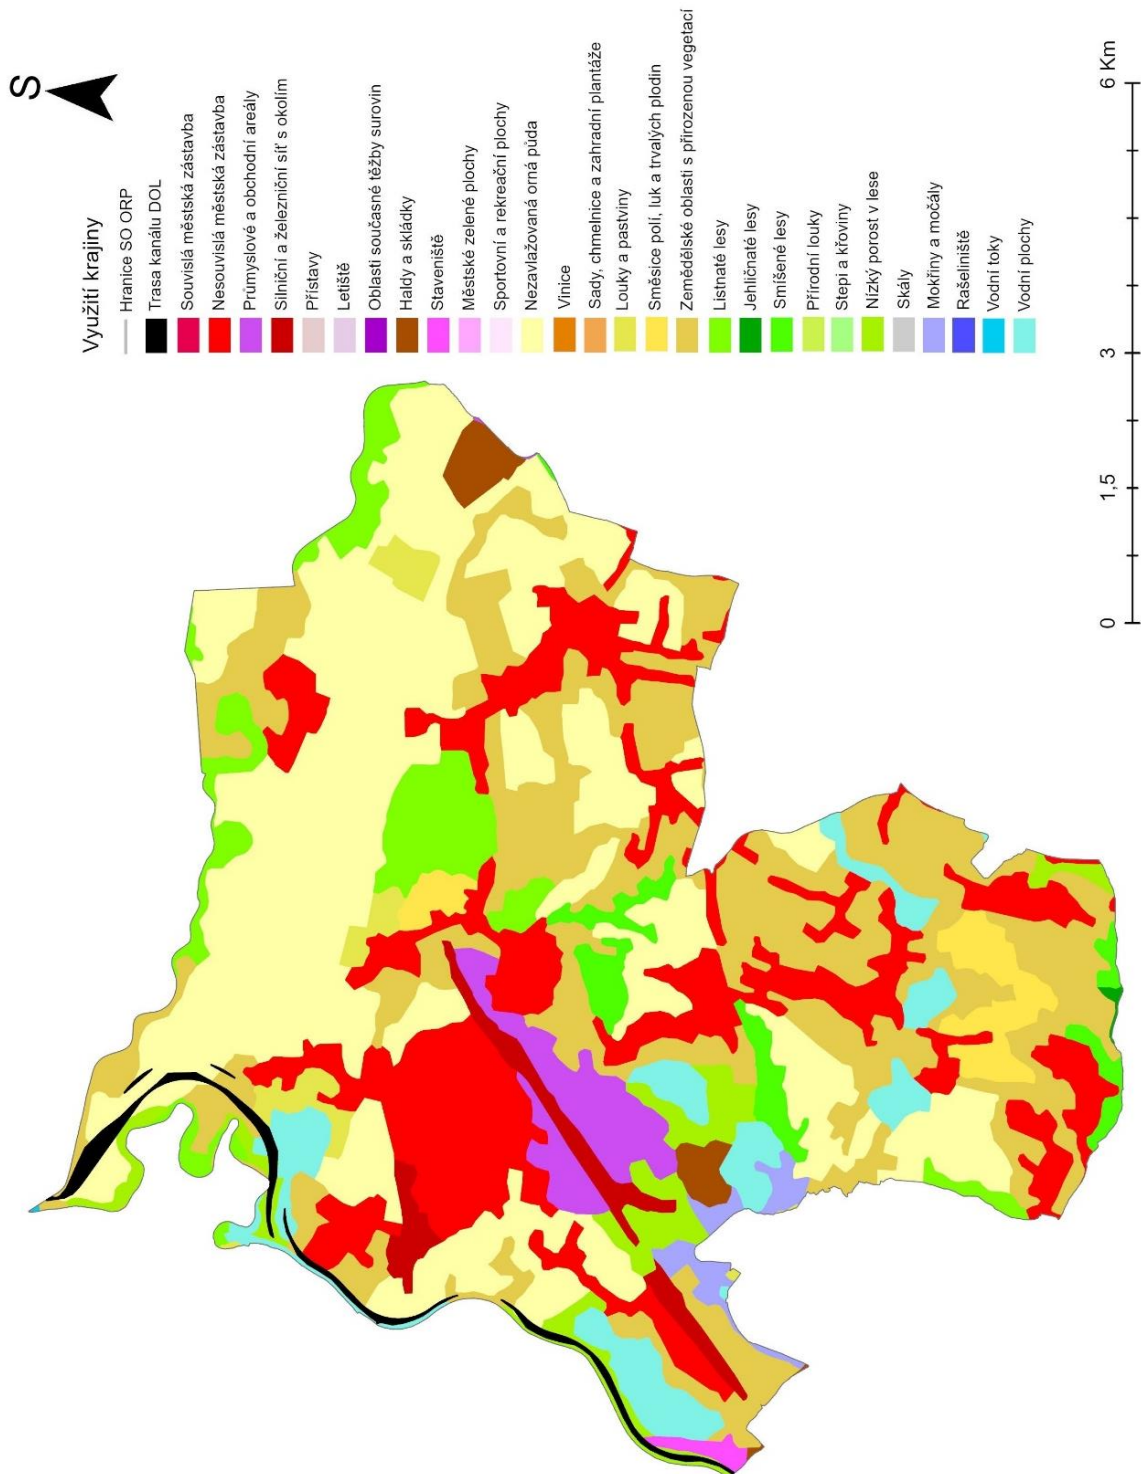 S
Využití krajiny
Hranice SO ORP
Trasa kanálu DOL
Souvislá městská zástavba
Nesouvislá městská zástavba
Průmyslové a obchodní areály
Silniční a železniční síť s okolím
Přístavy
Letiště
Oblasti současné těžby surovin
Haldy a skládky
Staveniště
Městské zelené plochy
Sportovní a rekreační plochy
Nezavlažovaná orná půda
Vinice
Sady, chmelnice a zahradní plantáže
Louky a pastviny
Směsice polí, luk a trvalých plodin
Zemědělské oblasti s přirozenou vegetací
Listnaté lesy
Jehličnaté lesy
Smíšené lesy
Přírodní louky
Stepi a křoviny
Nízký porost v lese
Skály
Mokřiny a močály
Rašeliniště
Vodní toky
Vodní plochy
0 1,5 3 6 Km